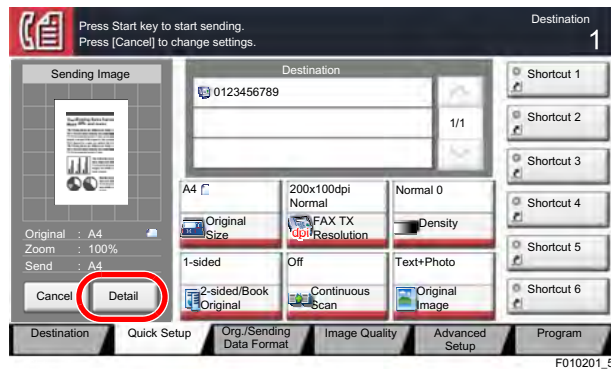 Press Start key to start sending.
Press [Cancel] to change settings.
Destination
1
Sending Image
Original : A4
Zoom : 100%
Send : A4
Cancel
Detail
Destination
0123456789
1/1
A4
Original
Size
200x100dpi
Normal
dpi
FAX TX
Resolution
Normal 0
Density
1-sided
2-sided/Book
Original
Off
Continuous
Scan
Text+Photo
Original
Image
Shortcut 1
Shortcut 2
Shortcut 3
Shortcut 4
Shortcut 5
Shortcut 6
Destination
Quick Setup
Org./Sending
Data Format
Image Quality
Advanced
Setup
Program